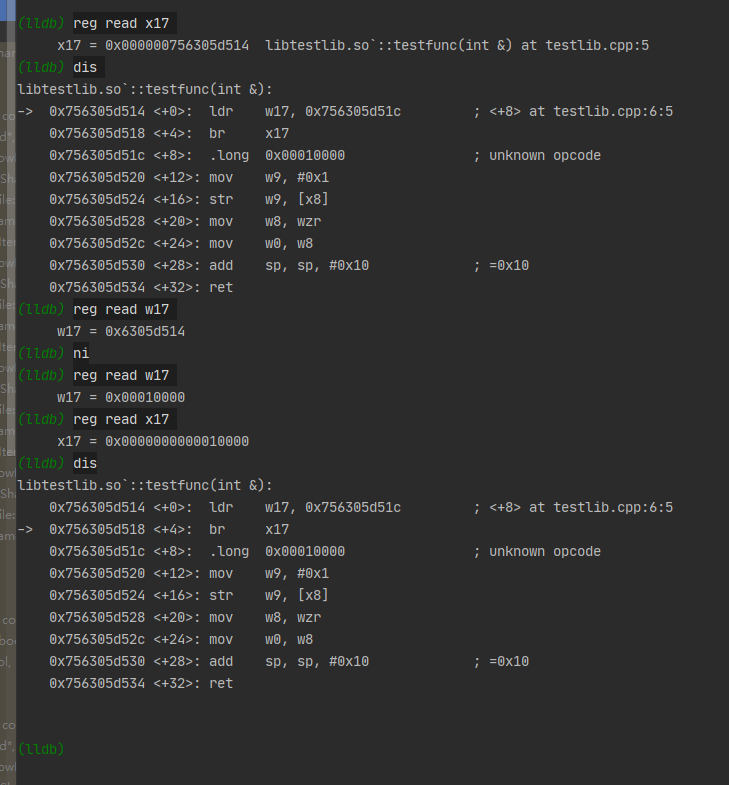 (lldb) reg read x17
x17 = 0x000000756305d514  libtestlib.so`::testfunc(int &) at testlib.cpp:5
(lldb) dis
libtestlib.so`::testfunc(int &):
->  0x756305d514 <+0>:  ldr    w17, 0x756305d51c         ; <+8> at testlib.cpp:6:5
0x756305d518 <+4>:  br     x17
0x756305d51c <+8>:  .long  0x00010000                ; unknown opcode
0x756305d520 <+12>: mov    w9, #0x1
0x756305d524 <+16>: str    w9, [x8]
0x756305d528 <+20>: mov    w8, wzr
0x756305d52c <+24>: mov    w0, w8
0x756305d530 <+28>: add    sp, sp, #0x10             ; =0x10
0x756305d534 <+32>: ret
(lldb) reg read w17
w17 = 0x6305d514
(lldb) ni
(lldb) reg read w17
w17 = 0x00010000
(lldb) reg read x17
x17 = 0x0000000000010000
(lldb) dis
libtestlib.so`::testfunc(int &):
0x756305d514 <+0>:  ldr    w17, 0x756305d51c         ; <+8> at testlib.cpp:6:5
->  0x756305d518 <+4>:  br     x17
0x756305d51c <+8>:  .long  0x00010000                ; unknown opcode
0x756305d520 <+12>: mov    w9, #0x1
0x756305d524 <+16>: str    w9, [x8]
0x756305d528 <+20>: mov    w8, wzr
0x756305d52c <+24>: mov    w0, w8
0x756305d530 <+28>: add    sp, sp, #0x10             ; =0x10
0x756305d534 <+32>: ret
(lldb)